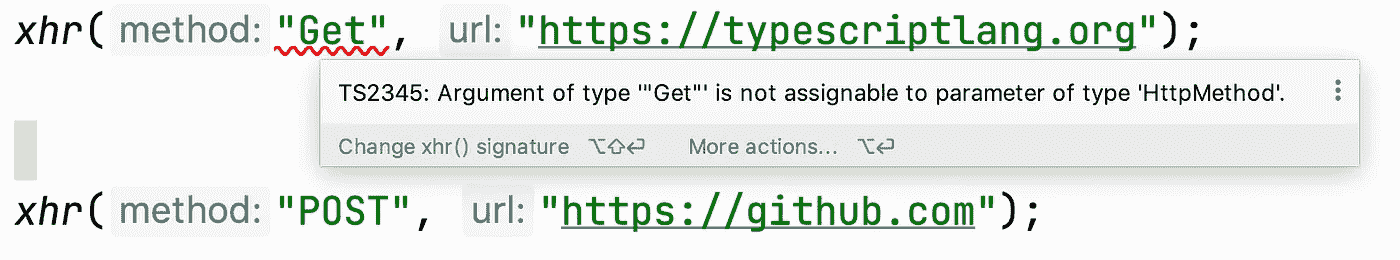 xhr( method: "Get", url: "https://typescriptlang.org");
TS2345: Argument of type '"Get"' is not assignable to parameter of type 'HttpMethod'.
Change xhr() signature ⌥⇧⏎ More actions... ⌥⏎
xhr( method: "POST", url: "https://github.com");